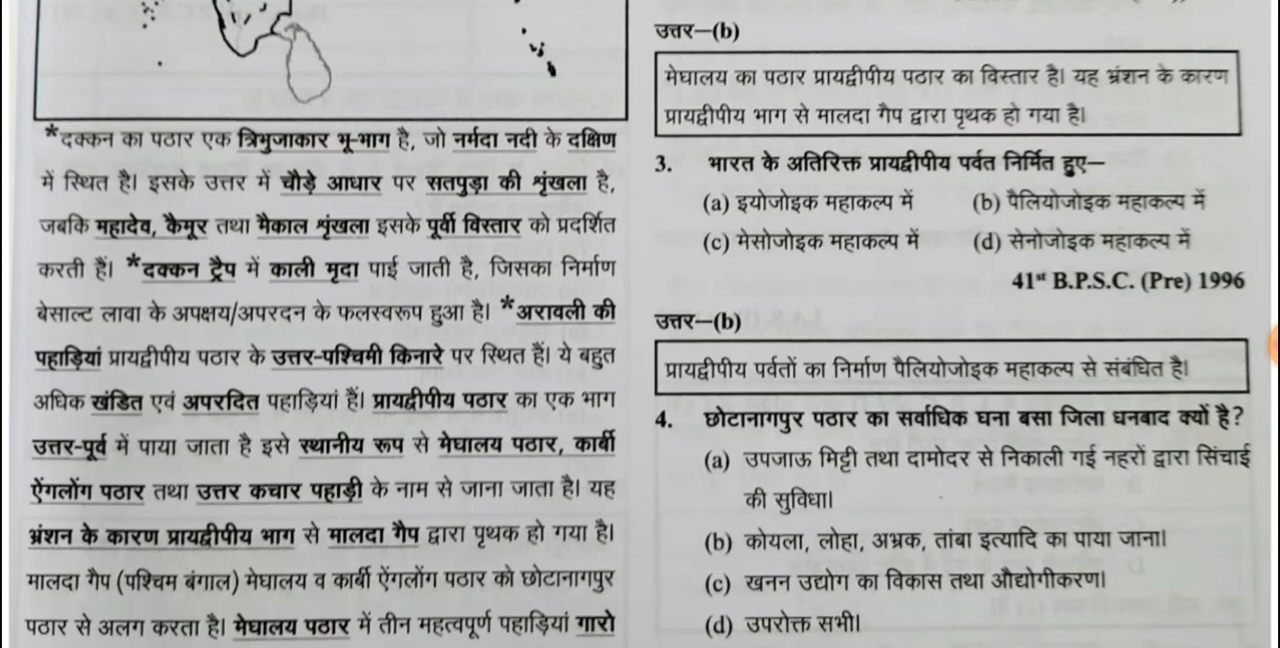 *दक्कन का पठार एक त्रिभुजाकार भू-भाग है, जो नर्मदा नदी के दक्षिण
में स्थित है। इसके उत्तर में चौड़े आधार पर सतपुड़ा की शृंखला है,
जबकि महादेव, कैमूर तथा मैकाल शृंखला इसके पूर्वी विस्तार को प्रदर्शित
करती हैं। *दक्कन ट्रैप में काली मृदा पाई जाती है, जिसका निर्माण
बेसाल्ट लावा के अपक्षय/अपरदन के फलस्वरूप हुआ है। *अरावली की
पहाड़ियां प्रायद्वीपीय पठार के उत्तर-पश्चिमी किनारे पर स्थित हैं। ये बहुत
अधिक खंडित एवं अपरदित पहाड़ियां हैं। प्रायद्वीपीय पठार का एक भाग
उत्तर-पूर्व में पाया जाता है इसे स्थानीय रूप से मेघालय पठार, कार्बी
ऐंगलोंग पठार तथा उत्तर कचार पहाड़ी के नाम से जाना जाता है। यह
भ्रंशन के कारण प्रायद्वीपीय भाग से मालदा गैप द्वारा पृथक हो गया है।
मालदा गैप (पश्चिम बंगाल) मेघालय व कार्बी ऐंगलोंग पठार को छोटानागपुर
पठार से अलग करता है। मेघालय पठार में तीन महत्वपूर्ण पहाड़ियां गारो
उत्तर–(b)
मेघालय का पठार प्रायद्वीपीय पठार का विस्तार है। यह भ्रंशन के कारण
प्रायद्वीपीय भाग से मालदा गैप द्वारा पृथक हो गया है।
3. भारत के अतिरिक्त प्रायद्वीपीय पर्वत निर्मित हुए–
(a) इयोजोइक महाकल्प में (b) पैलियोजोइक महाकल्प में
(c) मेसोजोइक महाकल्प में (d) सेनोजोइक महाकल्प में
41st B.P.S.C. (Pre) 1996
उत्तर–(b)
प्रायद्वीपीय पर्वतों का निर्माण पैलियोजोइक महाकल्प से संबंधित है।
4. छोटानागपुर पठार का सर्वाधिक घना बसा जिला धनबाद क्यों है?
(a) उपजाऊ मिट्टी तथा दामोदर से निकाली गई नहरों द्वारा सिंचाई
की सुविधा।
(b) कोयला, लोहा, अभ्रक, तांबा इत्यादि का पाया जाना।
(c) खनन उद्योग का विकास तथा औद्योगीकरण।
(d) उपरोक्त सभी।